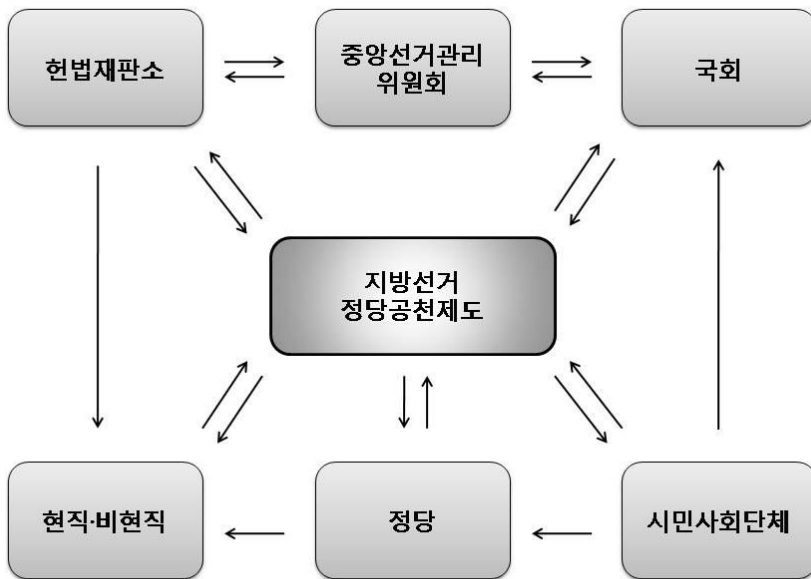 헌법재판소
중앙선거관리
위원회
국회
지방선거
정당공천제도
현직·비현직
정당
시민사회단체